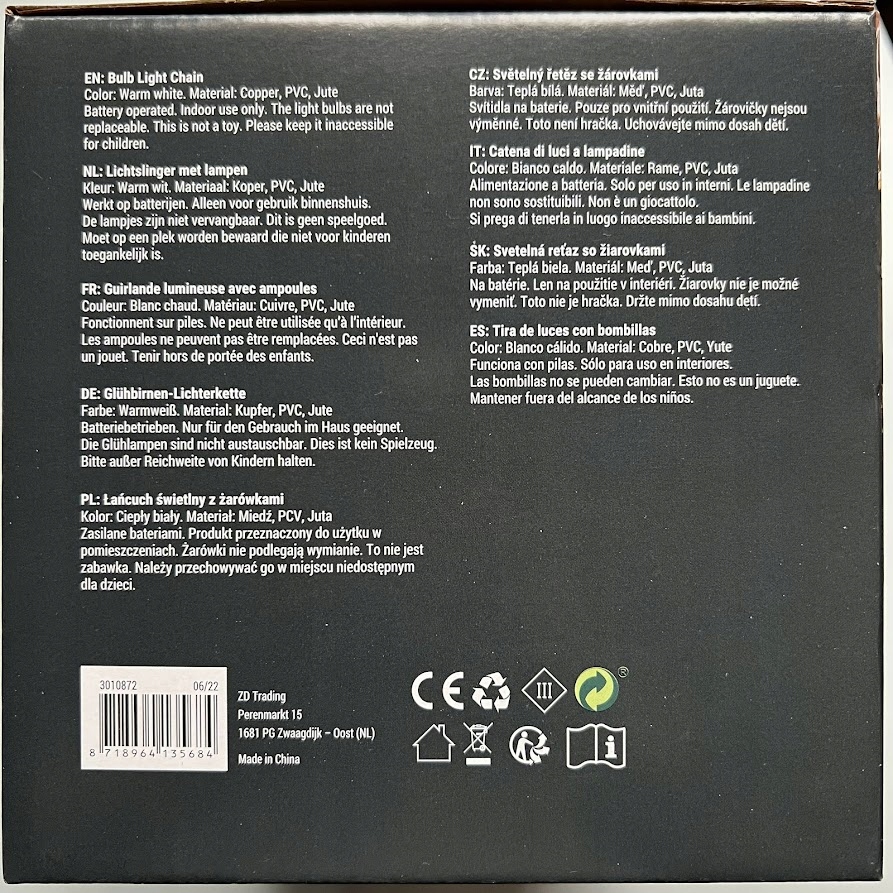 EN: Bulb Light Chain
Color: Warm white. Material: Copper, PVC, Jute
Battery operated. Indoor use only. The light bulbs are not
replaceable. This is not a toy. Please keep it inaccessible
for children.
NL: Lichtslinger met lampen
Kleur: Warm wit. Materiaal: Koper, PVC, Jute
Werkt op batterijen. Alleen voor gebruik binnenshuis.
De lampjes zijn niet vervangbaar. Dit is geen speelgoed.
Moet op een plek worden bewaard die niet voor kinderen
toegankelijk is.
FR: Guirlande lumineuse avec ampoules
Couleur: Blanc chaud. Matériau: Cuivre, PVC, Jute
Fonctionnent sur piles. Ne peut être utilisée qu'à l'intérieur.
Les ampoules ne peuvent pas être remplacées. Ceci n'est pas
un jouet. Tenir hors de portée des enfants.
DE: Glühbirnen-Lichterkette
Farbe: Warmweiß. Material: Kupfer, PVC, Jute
Batteriebetrieben. Nur für den Gebrauch im Haus geeignet.
Die Glühlampen sind nicht austauschbar. Dies ist kein Spielzeug.
Bitte außer Reichweite von Kindern halten.
PL: Łańcuch świetlny z żarówkami
Kolor: Ciepły biały. Materiał: Miedź, PCV, Juta
Zasilane bateriami. Produkt przeznaczony do użytku w
pomieszczeniach. Żarówki nie podlegają wymianie. To nie jest
zabawka. Należy przechowywać go w miejscu niedostępnym
dla dzieci.
CZ: Světelný řetěz se žárovkami
Barva: Teplá bílá. Materiál: Měď, PVC, Juta
Svítidla na baterie. Pouze pro vnitřní použití. Žárovičky nejsou
výměnné. Toto není hračka. Uchovávejte mimo dosah dětí.
IT: Catena di luci a lampadine
Colore: Bianco caldo. Materiale: Rame, PVC, Juta
Alimentazione a batteria. Solo per uso in interni. Le lampadine
non sono sostituibili. Non è un giocattolo.
Si prega di tenerla in luogo inaccessibile ai bambini.
SK: Svetelná reťaz so žiarovkami
Farba: Teplá biela. Materiál: Meď, PVC, Juta
Na batérie. Len na použitie v interiéri. Žiarovky nie je možné
vymeniť. Toto nie je hračka. Držte mimo dosahu detí.
ES: Tira de luces con bombillas
Color: Blanco cálido. Material: Cobre, PVC, Yute
Funciona con pilas. Sólo para uso en interiores.
Las bombillas no se pueden cambiar. Esto no es un juguete.
Mantener fuera del alcance de los niños.
3010872 06/22
8 718964 135684
ZD Trading
Perenmarkt 15
1681 PG Zwaagdijk – Oost (NL)
Made in China
CE III ®
i